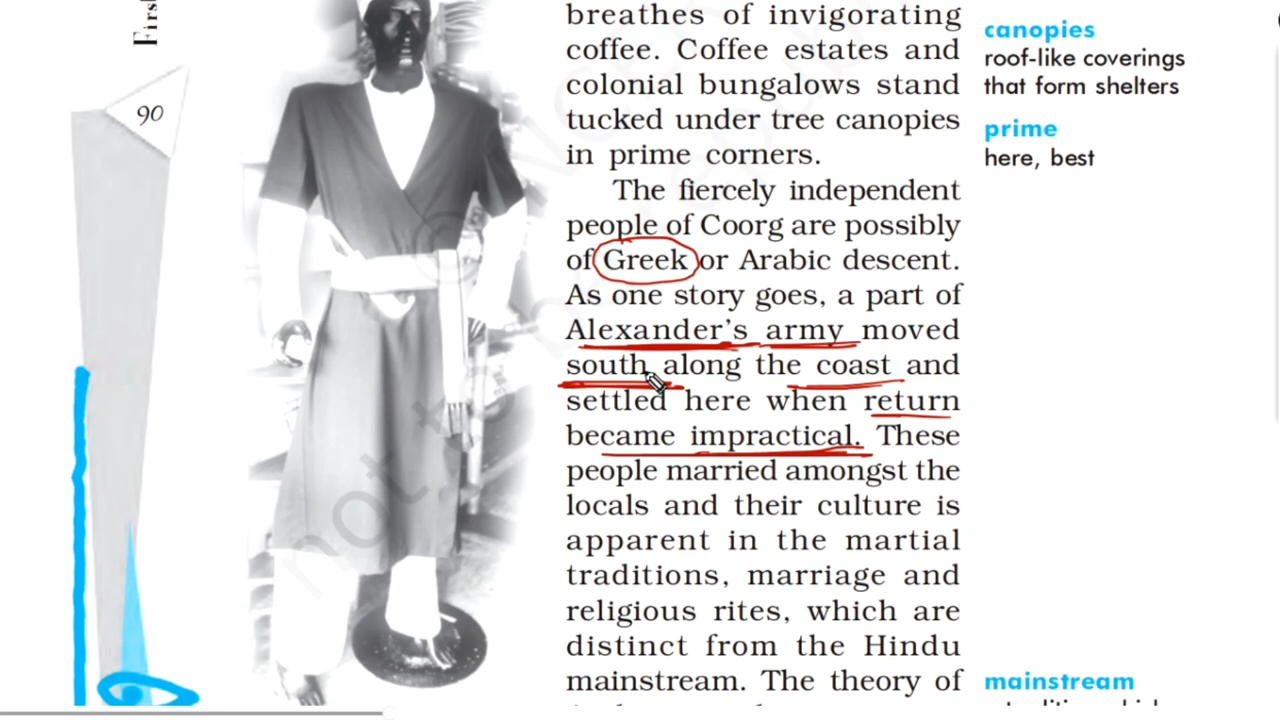 First
90
breathes of invigorating
coffee. Coffee estates and
colonial bungalows stand
tucked under tree canopies
in prime corners.
The fiercely independent
people of Coorg are possibly
of Greek or Arabic descent.
As one story goes, a part of
Alexander's army moved
south along the coast and
settled here when return
became impractical. These
people married amongst the
locals and their culture is
apparent in the martial
traditions, marriage and
religious rites, which are
distinct from the Hindu
mainstream. The theory of
canopies
roof-like coverings
that form shelters
prime
here, best
mainstream
not to